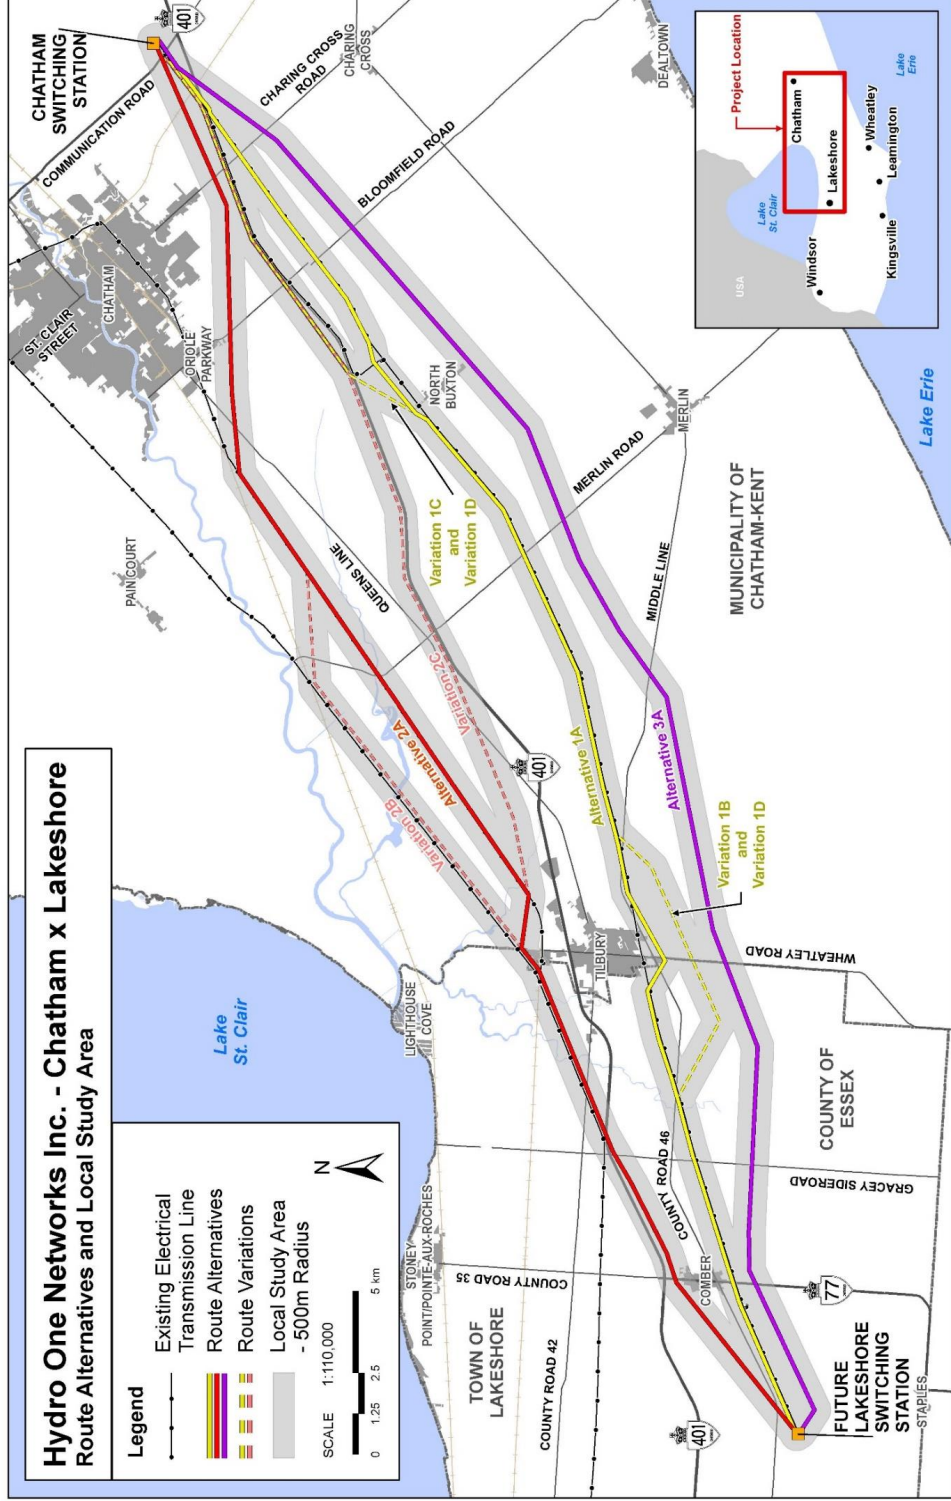 Hydro One Networks Inc. - Chatham x Lakeshore
Route Alternatives and Local Study Area
Legend
Existing Electrical
Transmission Line
Route Alternatives
Route Variations
Local Study Area
- 500m Radius
SCALE 1:110,000
0 1.25 2.5 5 km
N
Lake
St. Clair
PAIN COURT
ST. CLAIR
STREET
CHATHAM
COMMUNICATION ROAD
CHATHAM
SWITCHING
STATION
401
ORIOLE
PARKWAY
CHARING CROSS
ROAD
CHARING
CROSS
BLOOMFIELD ROAD
DEALTOWN
LIGHTHOUSE
COVE
Variation 2B
Alternative 2A
Variation 2C
QUEENS LINE
Variation 1C
and
Variation 1D
NORTH
BUXTON
MERLIN
MERLIN ROAD
401
STONEY
POINT/POINTE-AUX-ROCHES
TOWN OF
LAKESHORE
COUNTY ROAD 35
COUNTY ROAD 42
TILBURY
Alternative 1A
MIDDLE LINE
Alternative 3A
MUNICIPALITY OF
CHATHAM-KENT
Variation 1B
and
Variation 1D
WHEATLEY ROAD
COUNTY ROAD 46
COMBER
401
GRACEY SIDEROAD
COUNTY OF
ESSEX
77
FUTURE
LAKESHORE
SWITCHING
STATION
STAPLES
Lake Erie
Project Location
USA
Lake
St. Clair
Chatham
Lakeshore
Windsor
Wheatley
Leamington
Kingsville
Lake
Erie